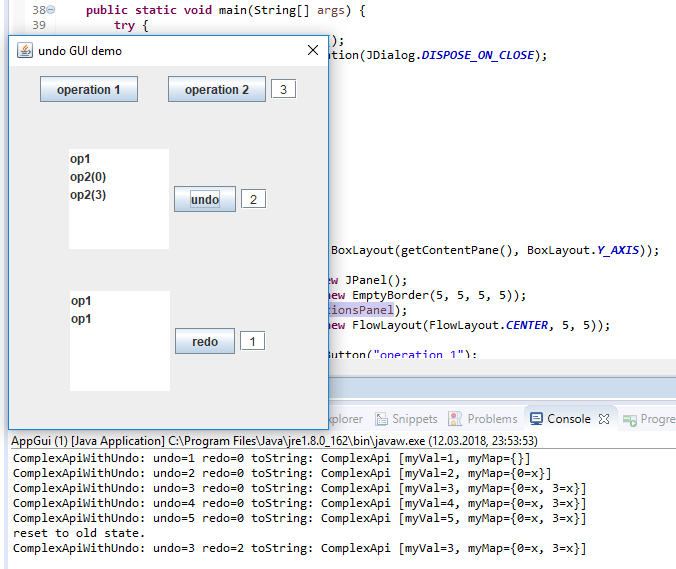 38 public static void main(String[] args) {
39 try {
undo GUI demo
);
tion(JDialog.DISPOSE_ON_CLOSE);
operation 1 operation 2 3
op1
op2(0)
op2(3)
undo 2
BoxLayout(getContentPane(), BoxLayout.Y_AXIS));
ew JPanel();
new EmptyBorder(5, 5, 5, 5));
tionsPanel);
new FlowLayout(FlowLayout.CENTER, 5, 5));
Button("operation 1");
op1
op1
redo 1
xplorer Snippets Problems Console Progre
AppGui (1) [Java Application] C:\Program Files\Java\jre1.8.0_162\bin\javaw.exe (12.03.2018, 23:53:53)
ComplexApiWithUndo: undo=1 redo=0 toString: ComplexApi [myVal=1, myMap={}]
ComplexApiWithUndo: undo=2 redo=0 toString: ComplexApi [myVal=2, myMap={0=x}]
ComplexApiWithUndo: undo=3 redo=0 toString: ComplexApi [myVal=3, myMap={0=x, 3=x}]
ComplexApiWithUndo: undo=4 redo=0 toString: ComplexApi [myVal=4, myMap={0=x, 3=x}]
ComplexApiWithUndo: undo=5 redo=0 toString: ComplexApi [myVal=5, myMap={0=x, 3=x}]
reset to old state.
ComplexApiWithUndo: undo=3 redo=2 toString: ComplexApi [myVal=3, myMap={0=x, 3=x}]